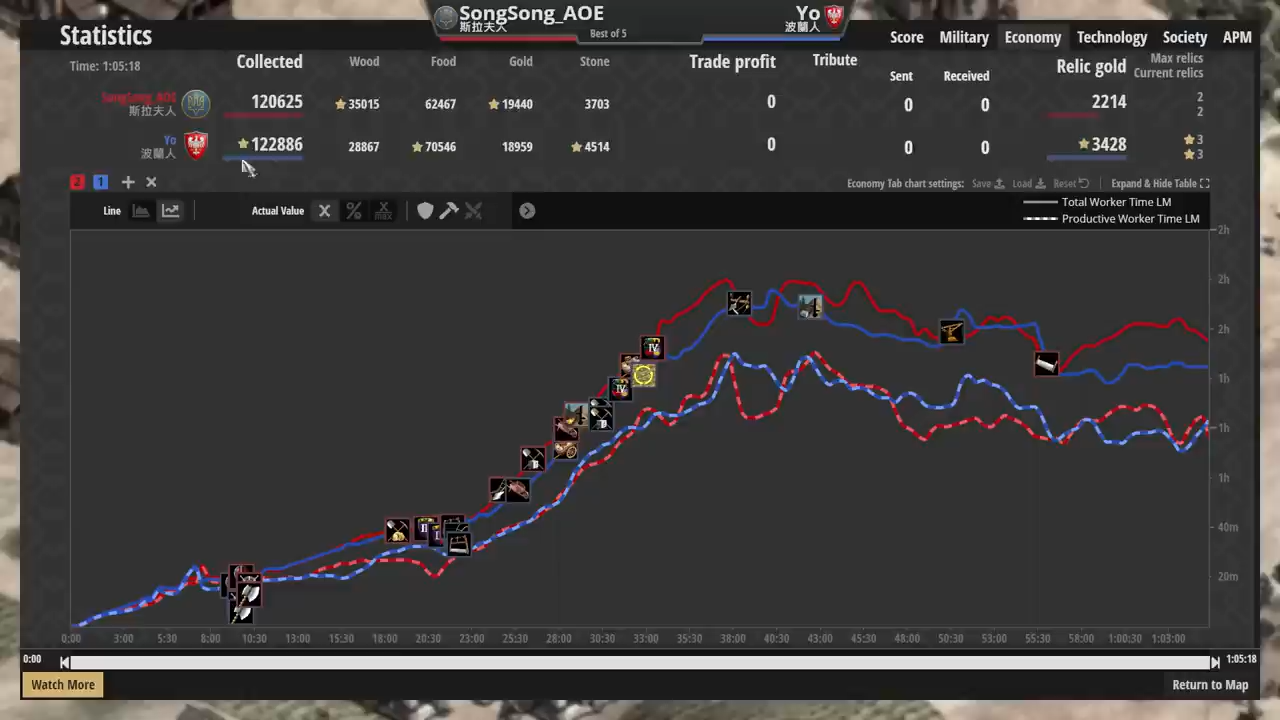 SongSong_AOE
斯拉夫人
Best of 5
Yo
波蘭人
Statistics
Score Military Economy Technology Society APM
Time: 1:05:18
Collected Wood Food Gold Stone Trade profit Tribute Sent Received Relic gold Max relics
Current relics
SongSong_AOE
斯拉夫人
120625 35015 62467 19440 3703 0 0 0 2214 2
2
Yo
波蘭人
122886 28867 70546 18959 4514 0 0 0 3428 3
3
2 1
Economy Tab chart settings: Save Load Reset Expand & Hide Table
Line Actual Value
Total Worker Time LM
Productive Worker Time LM
2h
2h
2h
1h
1h
1h
40m
20m
0:00 3:00 5:30 8:00 10:30 13:00 15:30 18:00 20:30 23:00 25:30 28:00 30:30 33:00 35:30 38:00 40:30 43:00 45:30 48:00 50:30 53:00 55:30 58:00 1:00:30 1:03:00
0:00 1:05:18
Watch More Return to Map